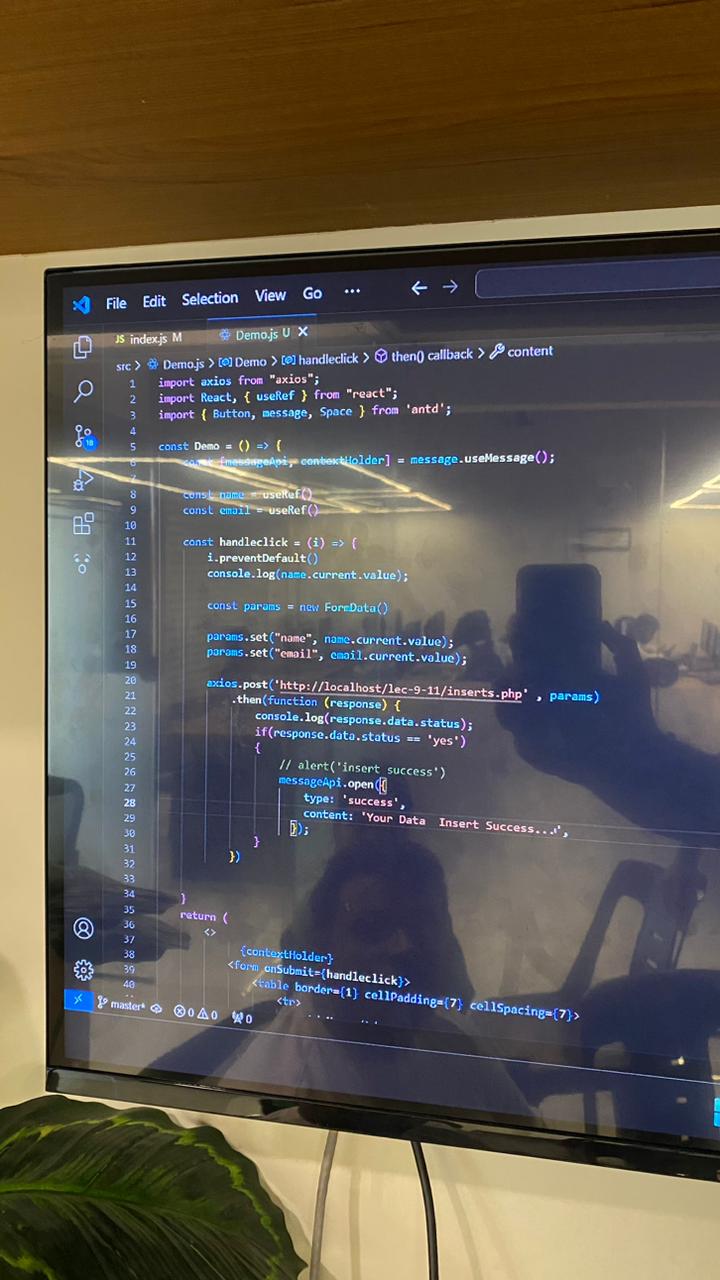 File Edit Selection View Go ...
JS index.js M Demo.js U
src > Demo.js > Demo > handleclick > then() callback > content
1 import axios from "axios";
2 import React, { useRef } from "react";
3 import { Button, message, Space } from 'antd';
4
5 const Demo = () => {
6 const [messageApi, contextHolder] = message.useMessage();
7
8 const name = useRef()
9 const email = useRef()
10
11 const handleclick = (i) => {
12 i.preventDefault()
13 console.log(name.current.value);
14
15 const params = new FormData()
16
17 params.set("name", name.current.value);
18 params.set("email", email.current.value);
19
20 axios.post('http://localhost/lec-9-11/inserts.php' , params)
21 .then(function (response) {
22 console.log(response.data.status);
23 if(response.data.status == 'yes')
24 {
25
26 // alert('insert success')
27 messageApi.open({
28 type: 'success',
29 content: 'Your Data Insert Success...',
30 });
31 }
32 })
33
34 }
35 return (
36 <>
37
38 {contextHolder}
39 <form onSubmit={handleclick}>
40 <table border={1} cellPadding={7} cellSpacing={7}>
<tr>
18
master* 0 0 0